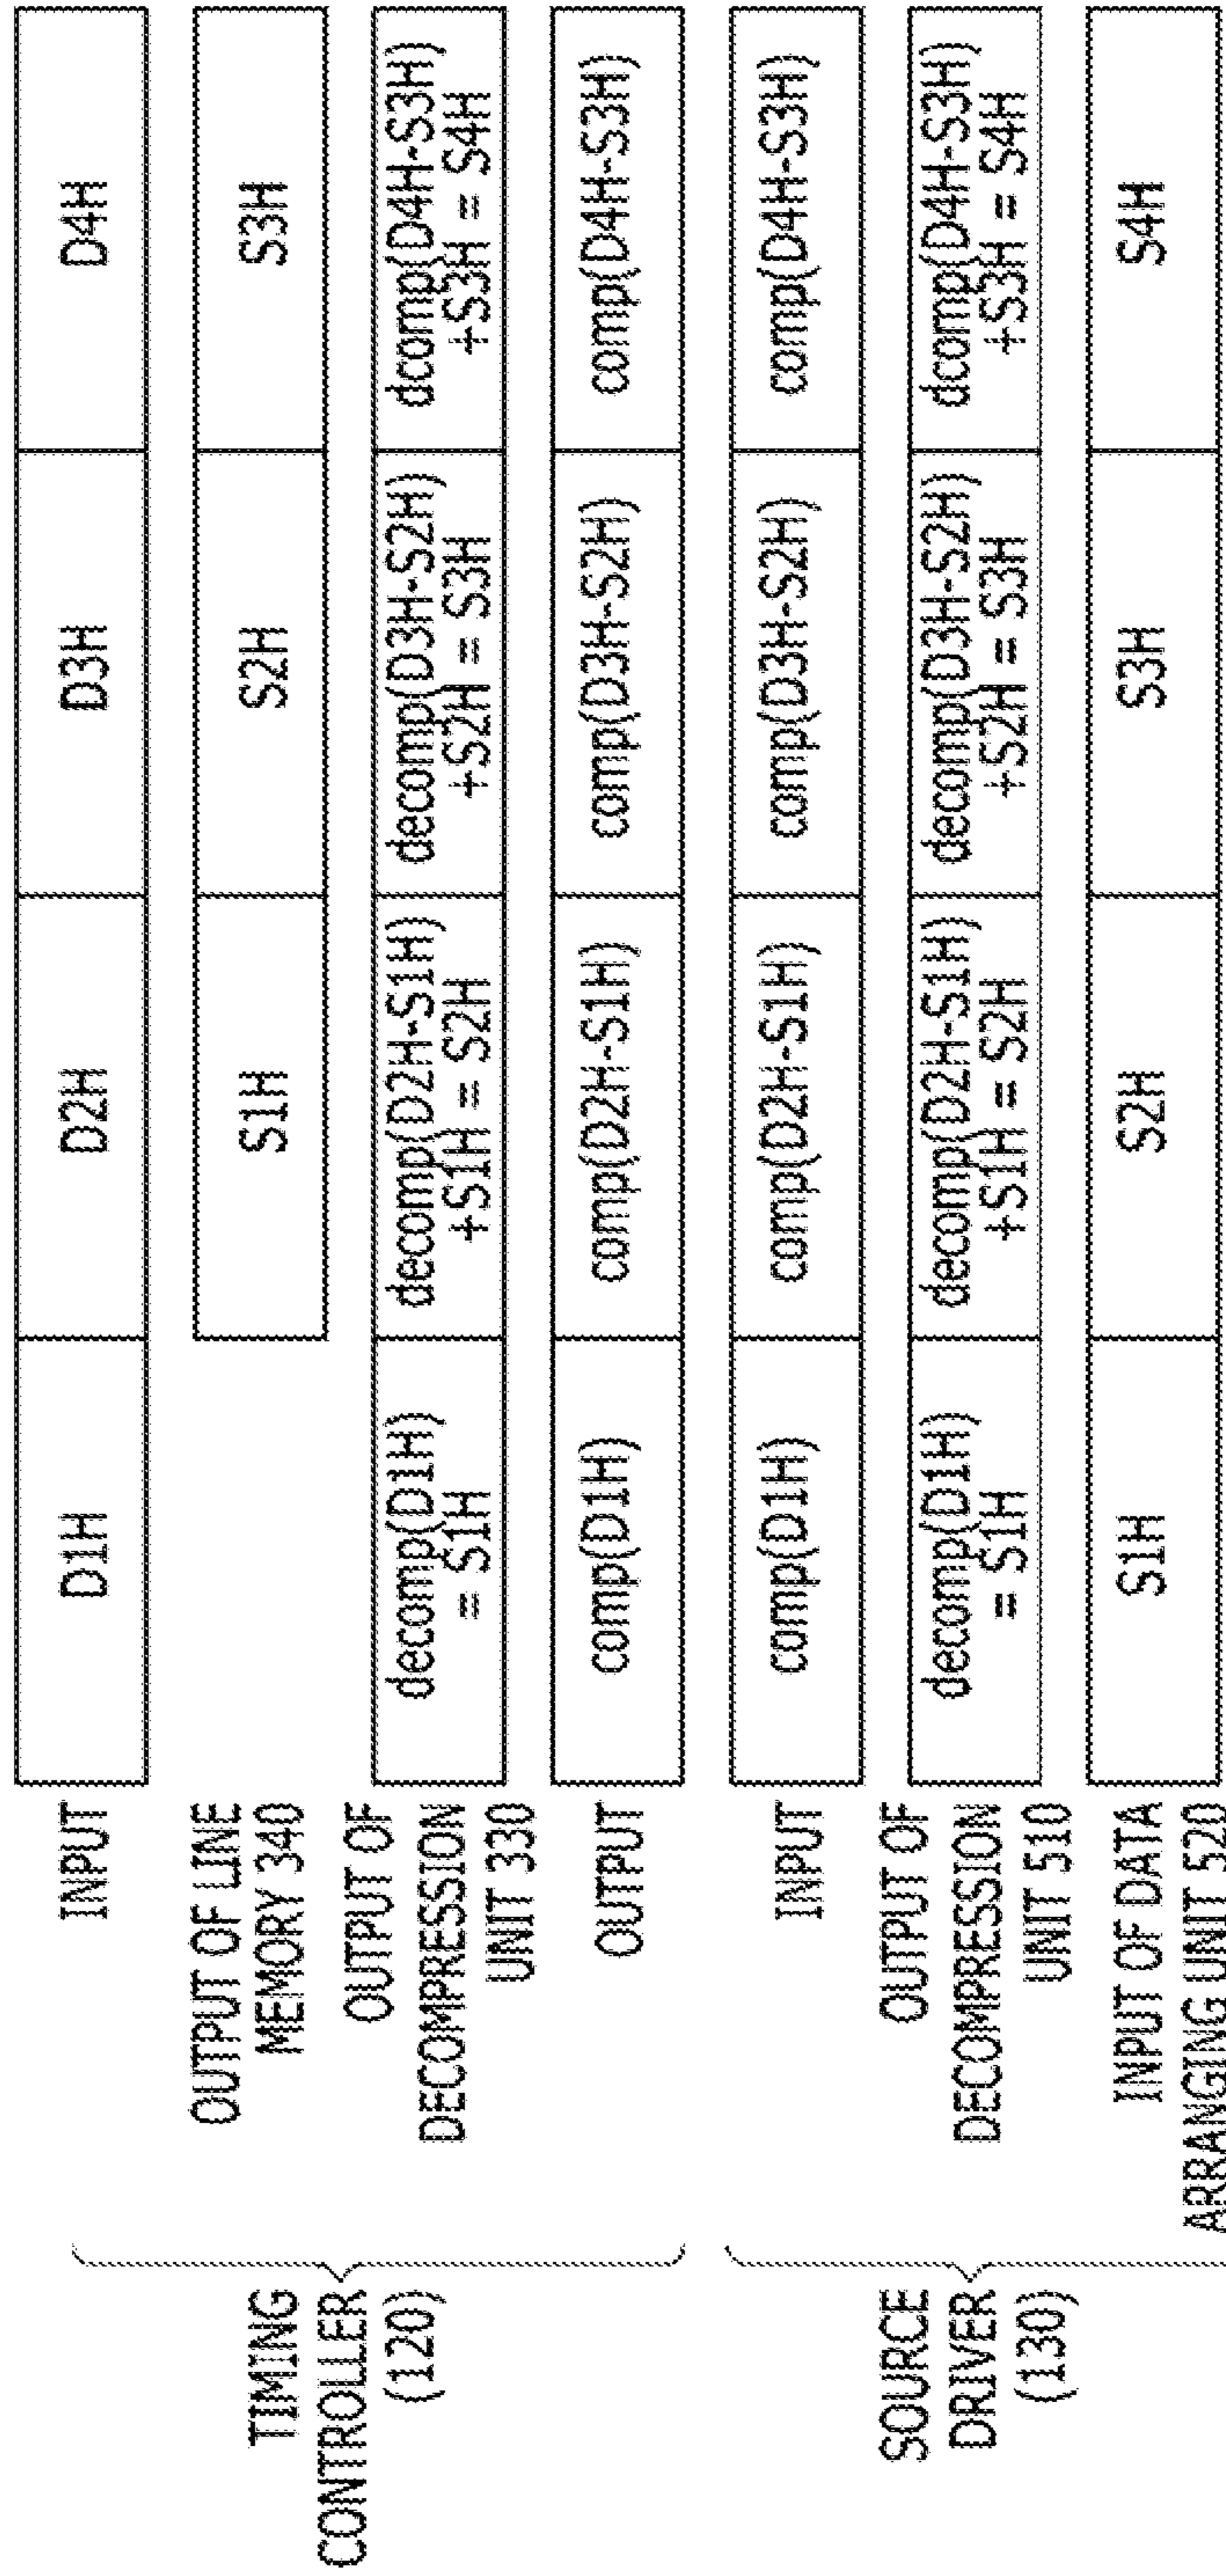 TIMING
CONTROLLER
(120)
INPUT
D1H
D2H
D3H
D4H
OUTPUT OF LINE
MEMORY 340
S1H
S2H
S3H
OUTPUT OF
DECOMPRESSION
UNIT 330
decomp(D1H)
= S1H
decomp(D2H-S1H)
+S1H = S2H
decomp(D3H-S2H)
+S2H = S3H
dcomp(D4H-S3H)
+S3H = S4H
OUTPUT
comp(D1H)
comp(D2H-S1H)
comp(D3H-S2H)
comp(D4H-S3H)
SOURCE
DRIVER
(130)
INPUT
comp(D1H)
comp(D2H-S1H)
comp(D3H-S2H)
comp(D4H-S3H)
OUTPUT OF
DECOMPRESSION
UNIT 510
decomp(D1H)
= S1H
decomp(D2H-S1H)
+S1H = S2H
decomp(D3H-S2H)
+S2H = S3H
dcomp(D4H-S3H)
+S3H = S4H
INPUT OF DATA
ARRANGING UNIT 520
S1H
S2H
S3H
S4H